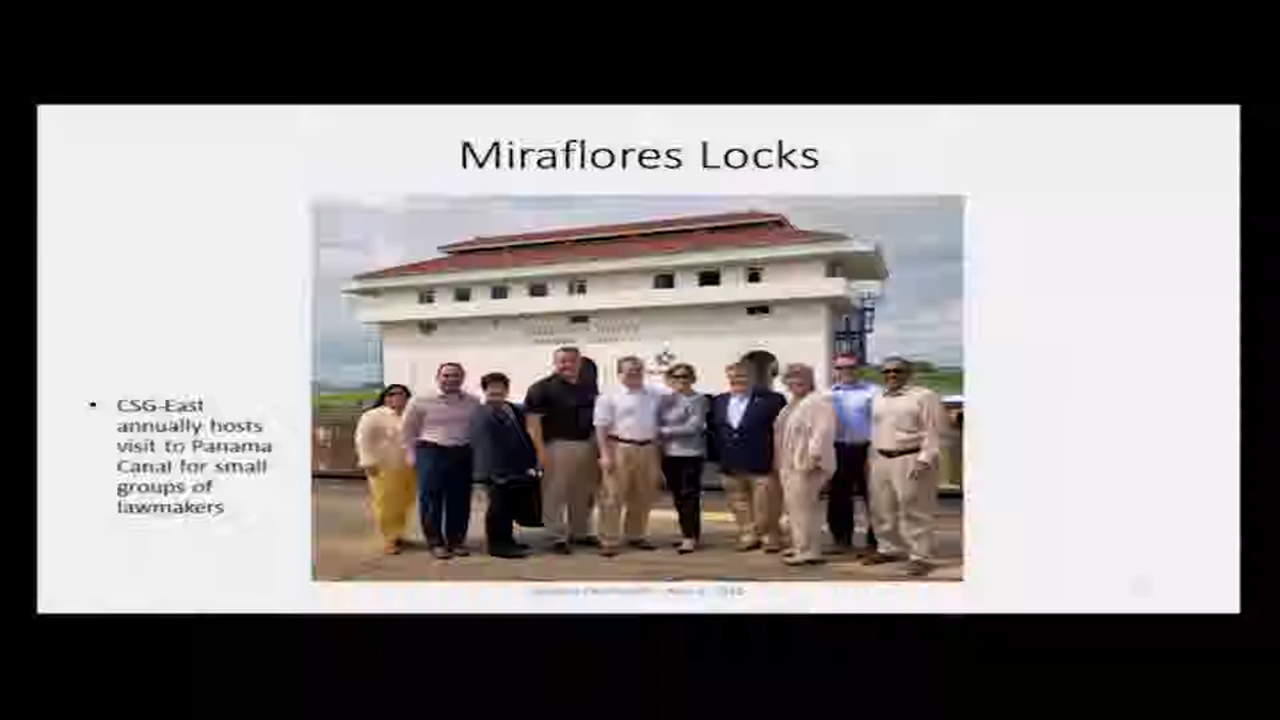 Miraflores Locks
• CSG-East
annually hosts
visit to Panama
Canal for small
groups of
lawmakers